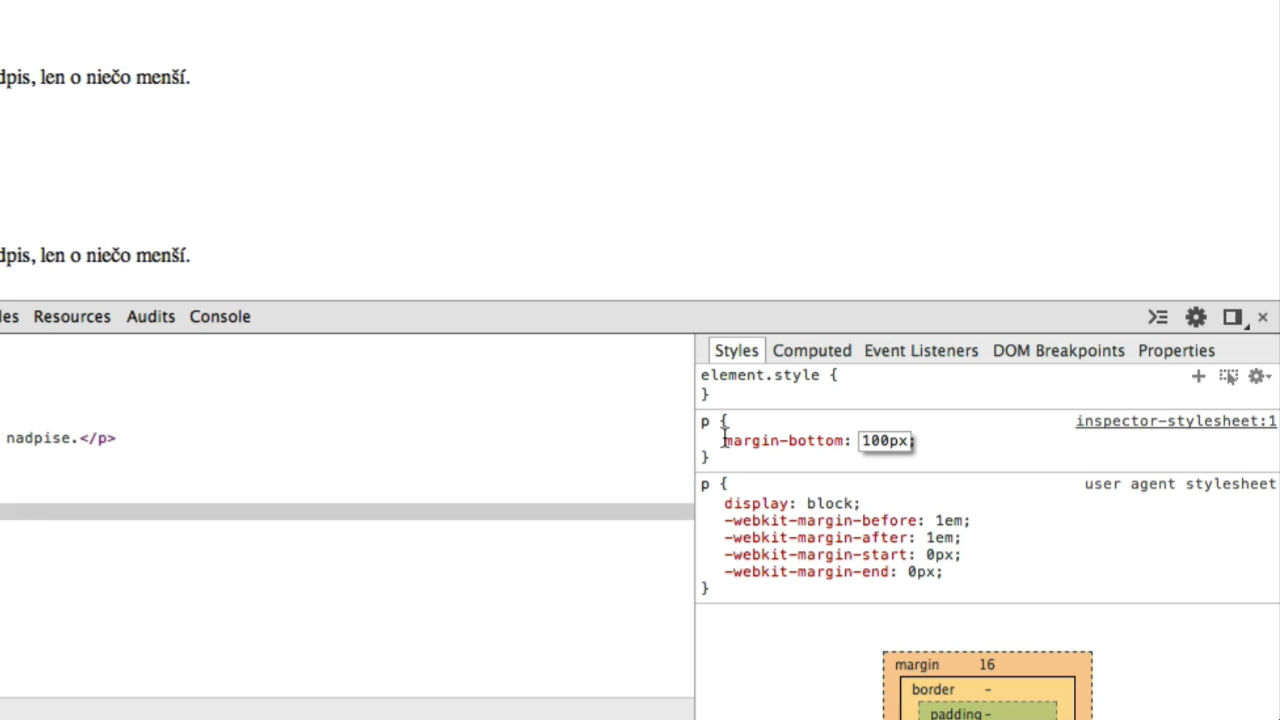 dpis, len o niečo menší.
dpis, len o niečo menší.
les Resources Audits Console
Styles Computed Event Listeners DOM Breakpoints Properties
element.style {
}
p { inspector-stylesheet:1
margin-bottom: 100px;
}
nadpise.</p>
p { user agent stylesheet
display: block;
-webkit-margin-before: 1em;
-webkit-margin-after: 1em;
-webkit-margin-start: 0px;
-webkit-margin-end: 0px;
}
margin 16
border -
padding -